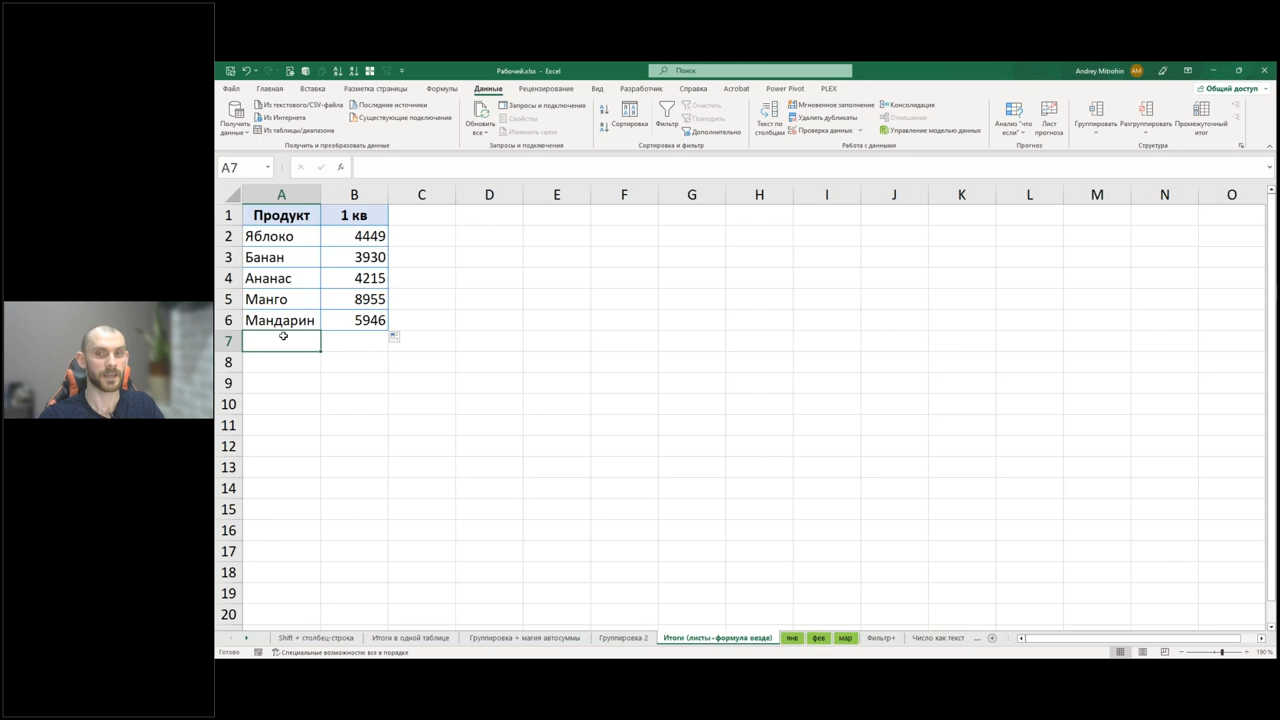 Рабочий.xlsx - Excel
Поиск
Andrey Mitrohin
AM
Файл Главная Вставка Разметка страницы Формулы Данные Рецензирование Вид Разработчик Справка Acrobat Power Pivot PLEX
Общий доступ
Получить данные
Из текстового/CSV-файла
Из Интернета
Из таблицы/диапазона
Последние источники
Существующие подключения
Получить и преобразовать данные
Обновить все
Запросы и подключения
Свойства
Изменить связи
Запросы и подключения
Сортировка
Фильтр
Очистить
Повторить
Дополнительно
Сортировка и фильтр
Текст по столбцам
Мгновенное заполнение
Удалить дубликаты
Проверка данных
Консолидация
Отношения
Управление моделью данных
Работа с данными
Анализ "что если"
Лист прогноза
Прогноз
Группировать
Разгруппировать
Промежуточный итог
Структура
A7
fx
A B C D E F G H I J K L M N O
1 Продукт 1 кв
2 Яблоко 4449
3 Банан 3930
4 Ананас 4215
5 Манго 8955
6 Мандарин 5946
7
8
9
10
11
12
13
14
15
16
17
18
19
20
Shift + столбец-строка Итоги в одной таблице Группировка + магия автосуммы Группировка 2 Итоги (листы+формула везде) янв фев мар Фильтр+ Число как текст ...
Готово
Специальные возможности: все в порядке
190 %